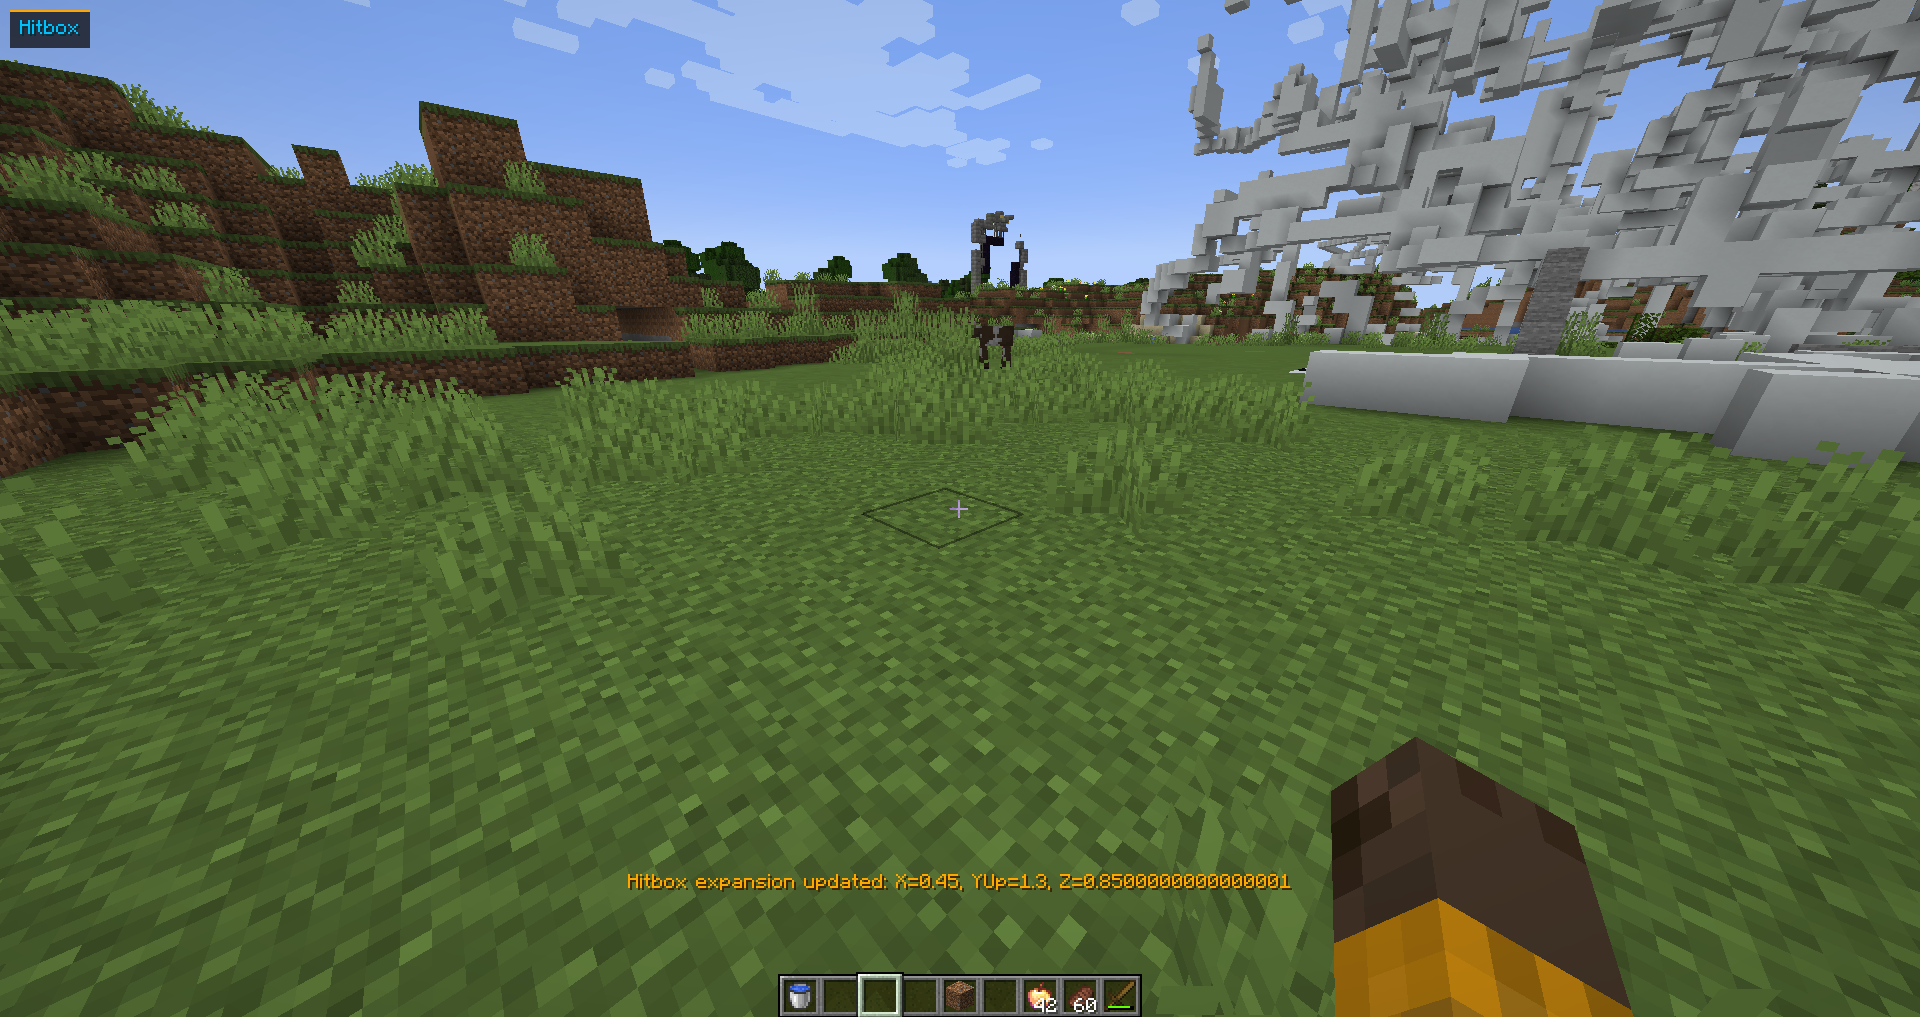 Hitbox
Hitbox expansion updated: X=0.45, YUp=1.3, Z=0.8500000000000001
42
60